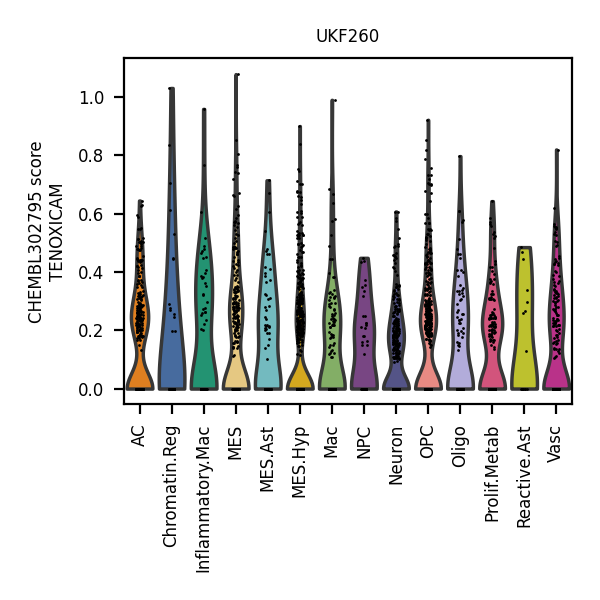 UKF260
CHEMBL302795 score
TENOXICAM
1.0
0.8
0.6
0.4
0.2
0.0
AC
Chromatin.Reg
Inflammatory.Mac
MES
MES.Ast
MES.Hyp
Mac
NPC
Neuron
OPC
Oligo
Prolif.Metab
Reactive.Ast
Vasc